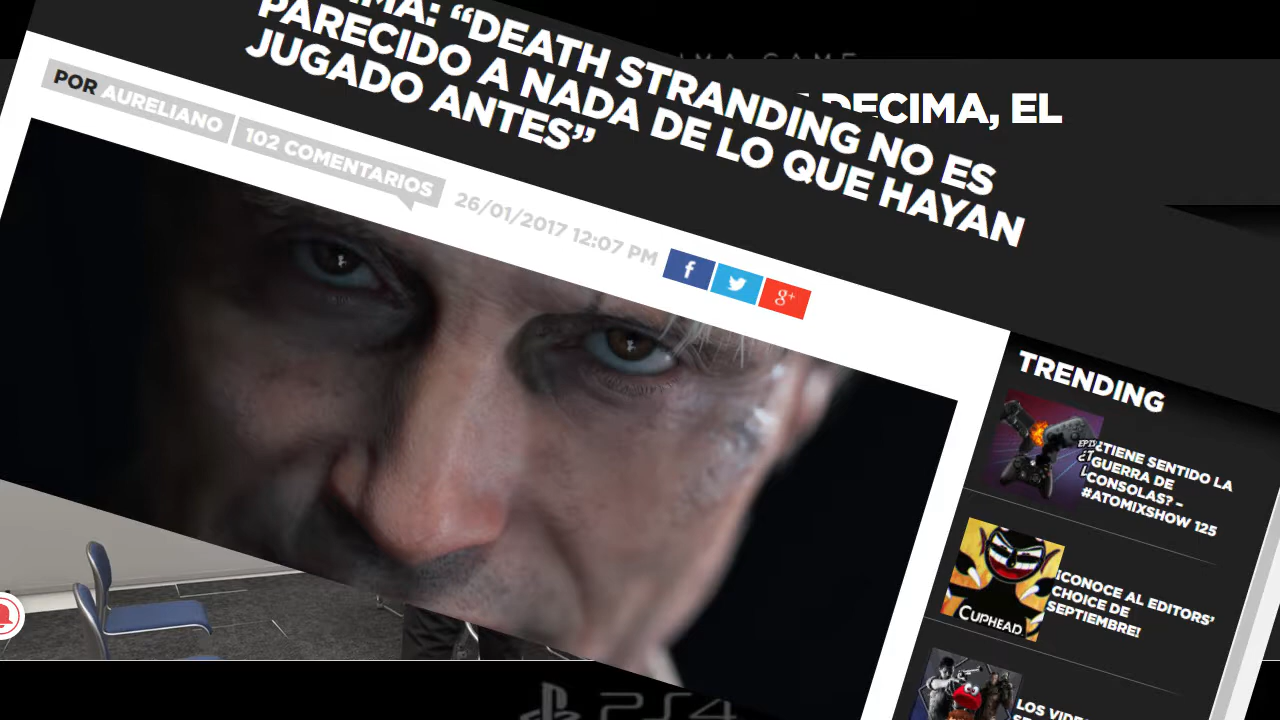 “DEATH STRANDING NO ES
PARECIDO A NADA DE LO QUE HAYAN
JUGADO ANTES”
DECIMA, EL
POR AURELIANO
102 COMENTARIOS
26/01/2017 12:07 PM
f
g+
TRENDING
¿TIENE SENTIDO LA
GUERRA DE
CONSOLAS? –
#ATOMIXSHOW 125
¡CONOCE AL EDITORS’
CHOICE DE
SEPTIEMBRE!
CUPHEAD
LOS
PS4